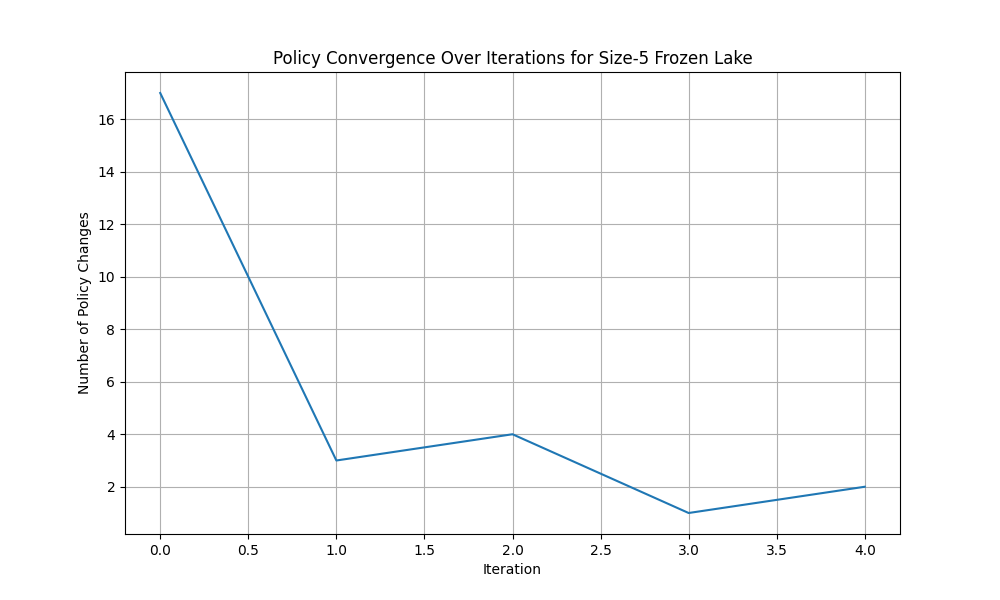 Policy Convergence Over Iterations for Size-5 Frozen Lake
Number of Policy Changes
16
14
12
10
8
6
4
2
0.0 0.5 1.0 1.5 2.0 2.5 3.0 3.5 4.0
Iteration